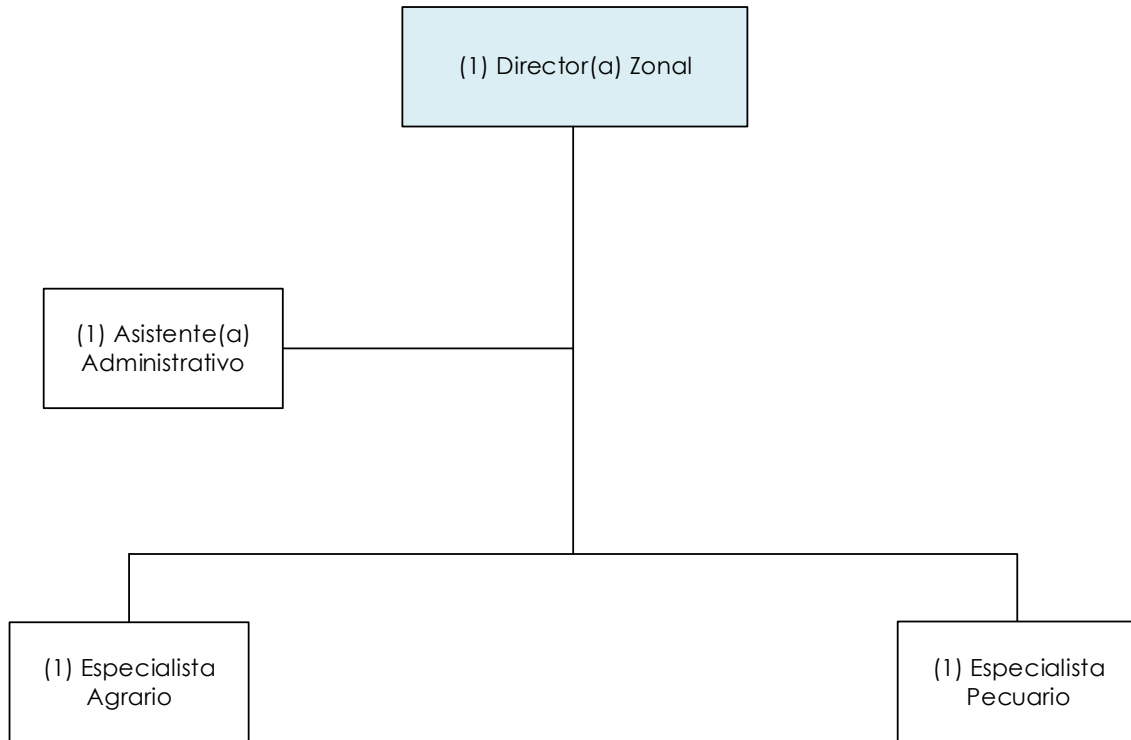 (1) Director(a) Zonal
(1) Asistente(a)
Administrativo
(1) Especialista
Agrario
(1) Especialista
Pecuario